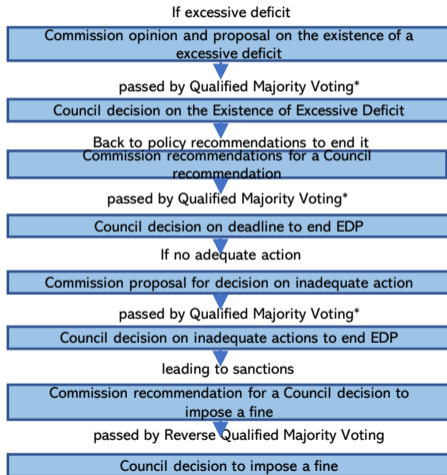 If excessive deficit
Commission opinion and proposal on the existence of a
excessive deficit
passed by Qualified Majority Voting*
Council decision on the Existence of Excessive Deficit
Back to policy recommendations to end it
Commission recommendations for a Council
recommendation
passed by Qualified Majority Voting*
Council decision on deadline to end EDP
If no adequate action
Commission proposal for decision on inadequate action
passed by Qualified Majority Voting*
Council decision on inadequate actions to end EDP
leading to sanctions
Commission recommendation for a Council decision to
impose a fine
passed by Reverse Qualified Majority Voting
Council decision to impose a fine